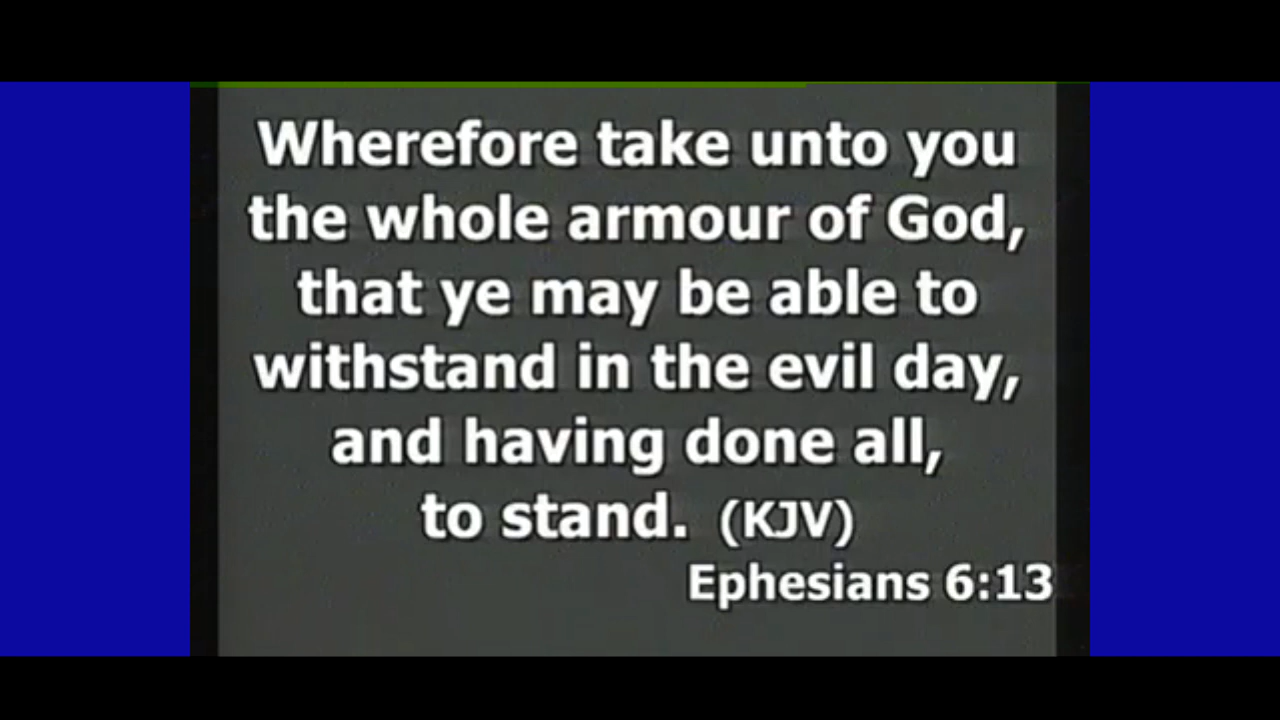 Wherefore take unto you
the whole armour of God,
that ye may be able to
withstand in the evil day,
and having done all,
to stand. (KJV)
Ephesians 6:13